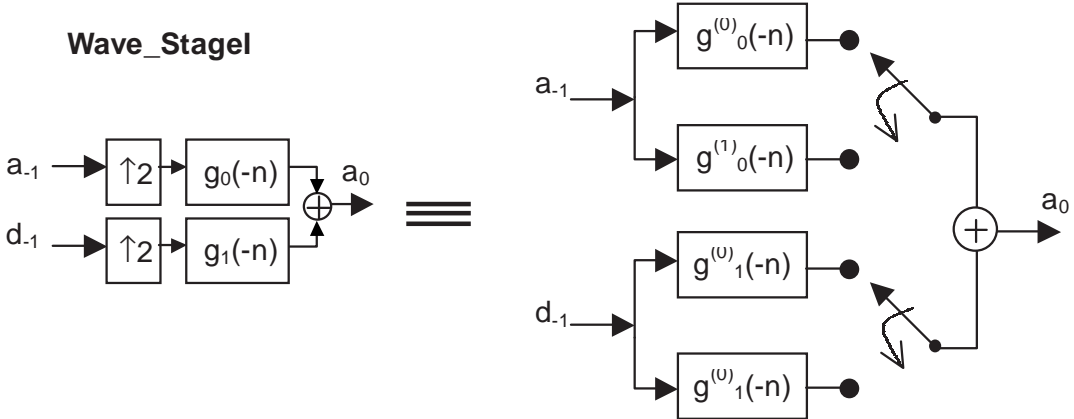 Wave_StageI
a-1
↑2
g0(-n)
a0
d-1
↑2
g1(-n)
+
≡
a-1
g(0)0(-n)
g(1)0(-n)
a0
+
d-1
g(0)1(-n)
g(0)1(-n)